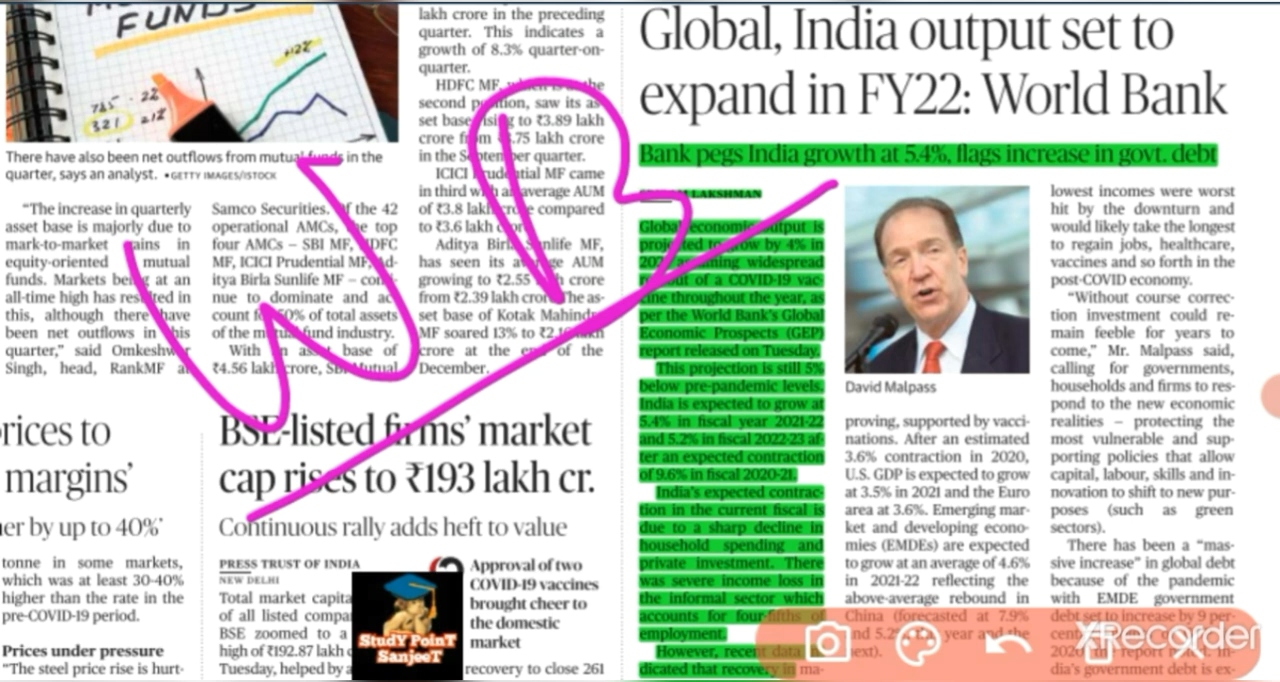 FUNDS
There have also been net outflows from mutual funds in the
quarter, says an analyst. •GETTY IMAGES/ISTOCK
"The increase in quarterly
asset base is majorly due to
mark-to-market gains in
equity-oriented mutual
funds. Markets being at an
all-time high has resulted in
this, although there have
been net outflows in this
quarter," said Omkeshwar
Singh, head, RankMF at
Samco Securities. Of the 42
operational AMCs, the top
four AMCs – SBI MF, HDFC
MF, ICICI Prudential MF, Ad-
itya Birla Sunlife MF – conti-
nue to dominate and ac
count for 50% of total assets
of the mutual fund industry.
With an asset base of
₹4.56 lakh crore, SBI Mutual
lakh crore in the preceding
quarter. This indicates a
growth of 8.3% quarter-on-
quarter.
HDFC MF, which is the
second position, saw its as-
set base rising to ₹3.89 lakh
crore from ₹3.75 lakh crore
in the September quarter.
ICICI Prudential MF came
in third with average AUM
of ₹3.8 lakh crore compared
to ₹3.6 lakh crore
Aditya Birla Sunlife MF,
has seen its average AUM
growing to ₹2.55 lakh crore
from ₹2.39 lakh crore. The as-
set base of Kotak Mahindra
MF soared 13% to lakh
crore at the end of the
December.
rices to
margins'
er by up to 40%'
tonne in some markets,
which was at least 30-40%
higher than the rate in the
pre-COVID-19 period.
Prices under pressure
"The steel price rise is hurt-
BSE-listed firms' market
cap rises to ₹193 lakh cr.
Continuous rally adds heft to value
PRESS TRUST OF INDIA
NEW DELHI
Total market capita
of all listed compa
BSE zoomed to a
high of ₹192.87 lakh c
Tuesday, helped by a
Approval of two
COVID-19 vaccines
brought cheer to
the domestic
market
recovery to close 261
StudY PoinT
SanjeeT
WB
Global, India output set to
expand in FY22: World Bank
Bank pegs India growth at 5.4%, flags increase in govt. debt
LAKSHMAN
Global economic output is
projected to grow by 4% in
widespread
of a COVID-19 vac-
cine throughout the year, as
per the World Bank's Global
Economic Prospects (GEP)
report released on Tuesday.
This projection is still 5%
below pre-pandemic levels.
India is expected to grow at
5.4% in fiscal year 2021-22
and 5.2% in fiscal 2022-23 af-
ter an expected contraction
of 9.6% in fiscal 2020-21.
India's expected contrac-
tion in the current fiscal is
due to a sharp decline in
household spending and
private investment. There
was severe income loss in
the informal sector which
accounts for four-fifths of
employment.
However, recent data in-
dicated that recovery in ma-
David Malpass
proving, supported by vacci-
nations. After an estimated
3.6% contraction in 2020,
U.S. GDP is expected to grow
at 3.5% in 2021 and the Euro
area at 3.6%. Emerging mar-
ket and developing econo-
mies (EMDEs) are expected
to grow at an average of 4.6%
in 2021-22 reflecting the
above-average rebound in
China (forecasted at 7.9%
and year and the
next).
lowest incomes were worst
hit by the downturn and
would likely take the longest
to regain jobs, healthcare,
vaccines and so forth in the
post-COVID economy.
"Without course correc-
tion investment could re-
main feeble for years to
come," Mr. Malpass said,
calling for governments,
households and firms to res-
pond to the new economic
realities – protecting the
most vulnerable and sup-
porting policies that allow
capital, labour, skills and in-
novation to shift to new pur-
poses (such as green
sectors).
There has been a "mas-
sive increase" in global debt
because of the pandemic
with EMDE government
debt set to increase by 9 per-
dia's government debt is ex-
XRecorder